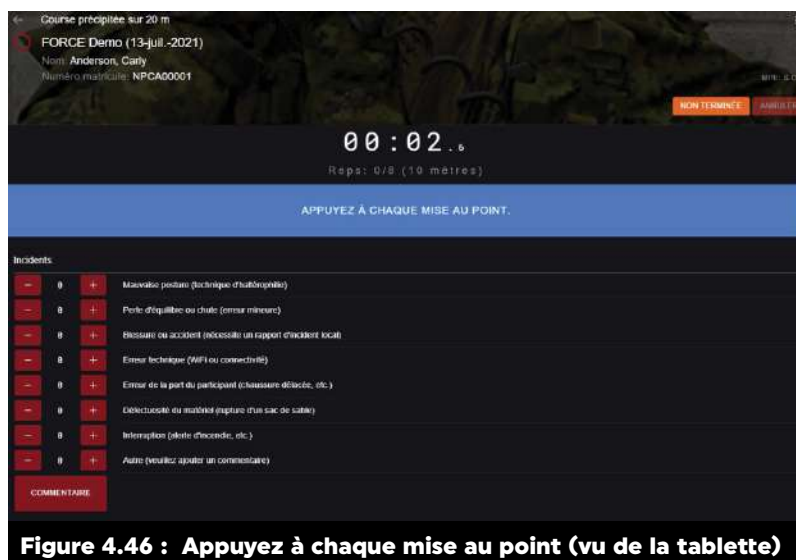 ← Course précipitée sur 20 m
FORCE Demo (13-juil.-2021)
Nom: Anderson, Carly
Numéro matricule: NPCA00001
NON TERMINÉE
00:02.6
Reps: 0/8 (10 mètres)
APPUYEZ À CHAQUE MISE AU POINT.
Incidents:
− 0 + Mauvaise posture (technique d'haltérophilie)
− 0 + Perte d'équilibre ou chute (erreur mineure)
− 0 + Blessure ou accident (nécessite un rapport d'incident local)
− 0 + Erreur technique (WiFi ou connectivité)
− 0 + Erreur de la part du participant (chaussure délacée, etc.)
− 0 + Défectuosité du matériel (rupture d'un sac de sable)
− 0 + Interruption (alerte d'incendie, etc.)
− 0 + Autre (veuillez ajouter un commentaire)
COMMENTAIRE
Figure 4.46 : Appuyez à chaque mise au point (vu de la tablette)